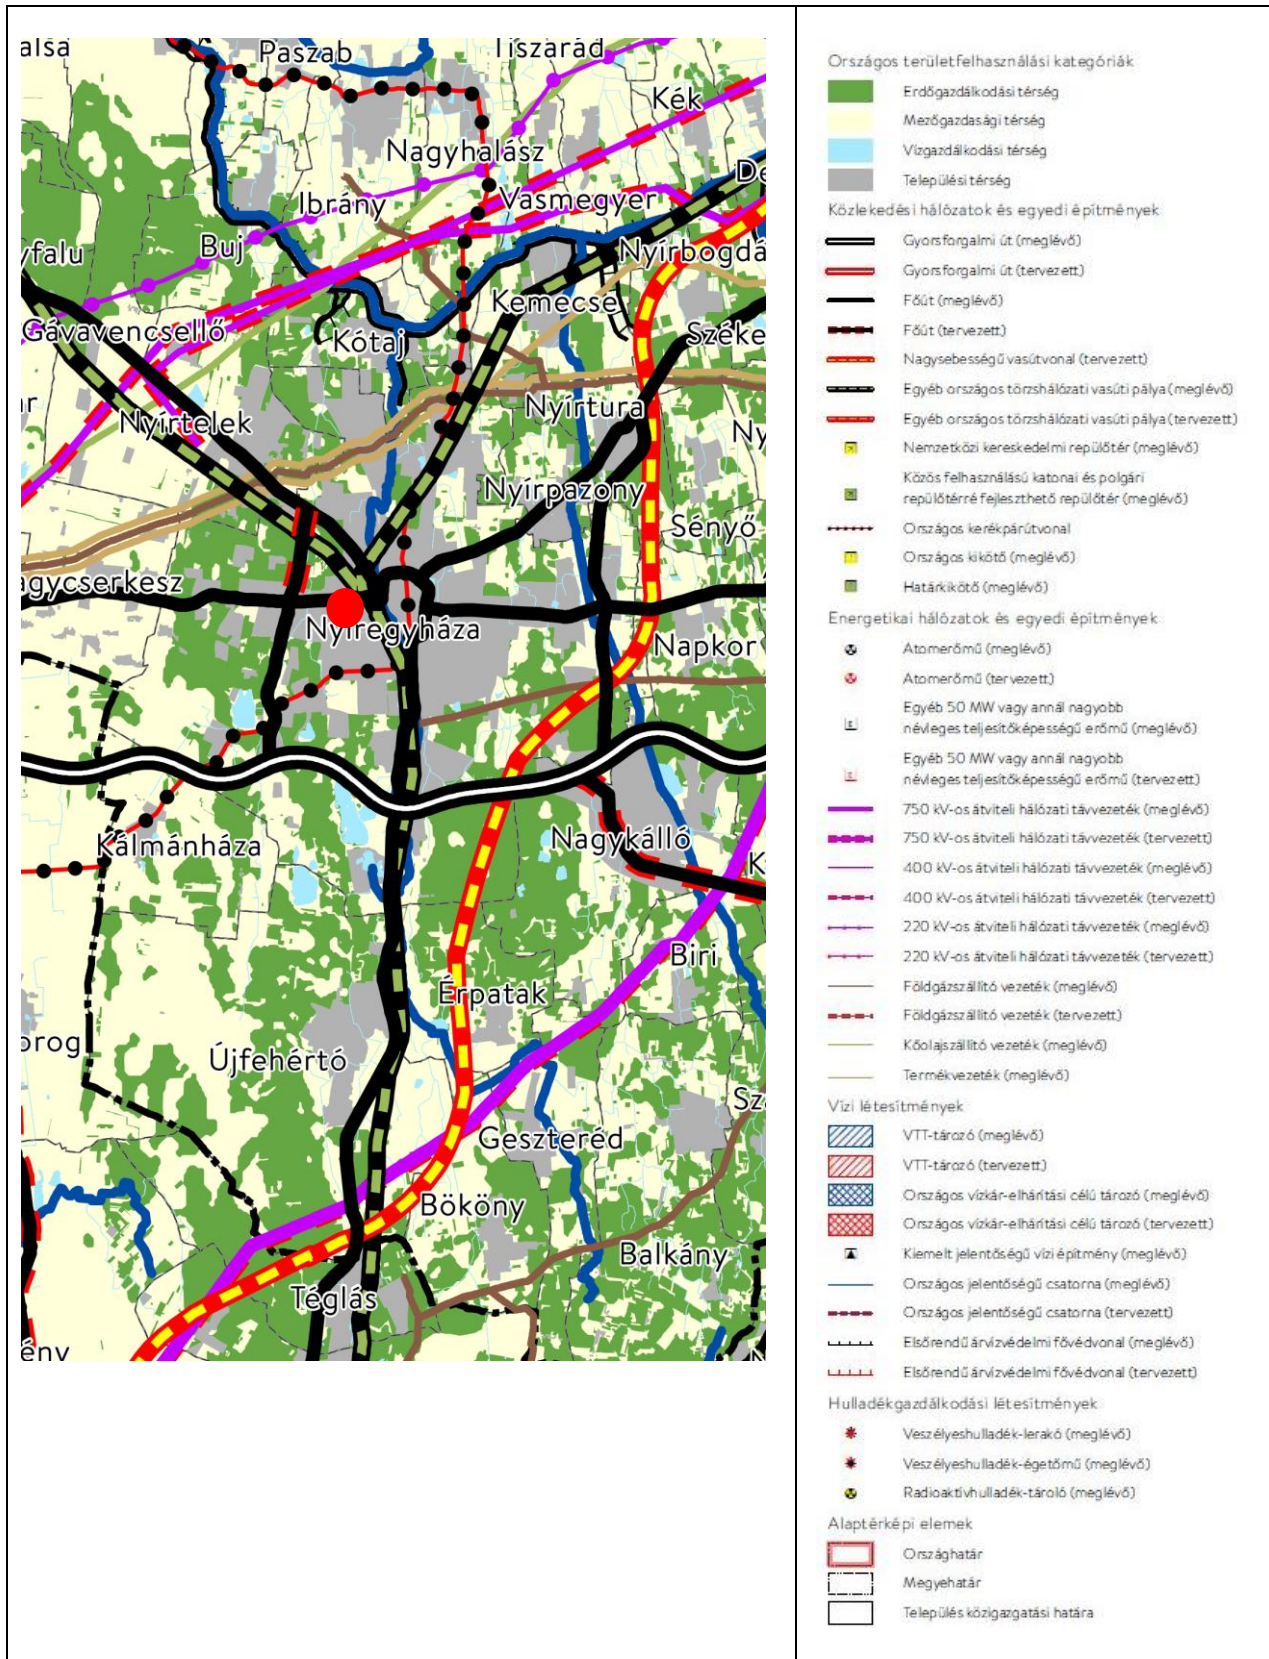 alsa
Paszab
Tiszarád
Kék
Nagyhalász
De
Ibrány
Vasmegyer
Buj
yfalu
Nyírbogdá
Kemecse
Gávavencsellő
Kótaj
Széke
ar
Nyírtura
Nyírtelek
Ny
Nyírpazony
Sényő
agycserkesz
Nyíregyháza
Napkor
Kálmánháza
Nagykálló
K
Biri
Érpatak
orog
Újfehértó
Sz
Geszteréd
Bököny
Balkány
Téglás
ény
N
Országos területfelhasználási kategóriák
Erdőgazdálkodási térség
Mezőgazdasági térség
Vízgazdálkodási térség
Települési térség
Közlekedési hálózatok és egyedi építmények
Gyorsforgalmi út (meglévő)
Gyorsforgalmi út (tervezett)
Főút (meglévő)
Főút (tervezett)
Nagysebességű vasútvonal (tervezett)
Egyéb országos törzshálózati vasúti pálya (meglévő)
Egyéb országos törzshálózati vasúti pálya (tervezett)
Nemzetközi kereskedelmi repülőtér (meglévő)
Közös felhasználású katonai és polgári
repülőtérré fejleszthető repülőtér (meglévő)
Országos kerékpárútvonal
Országos kikötő (meglévő)
Határkikötő (meglévő)
Energetikai hálózatok és egyedi építmények
Atomerőmű (meglévő)
Atomerőmű (tervezett)
Egyéb 50 MW vagy annál nagyobb
névleges teljesítőképességű erőmű (meglévő)
Egyéb 50 MW vagy annál nagyobb
névleges teljesítőképességű erőmű (tervezett)
750 kV-os átviteli hálózati távvezeték (meglévő)
750 kV-os átviteli hálózati távvezeték (tervezett)
400 kV-os átviteli hálózati távvezeték (meglévő)
400 kV-os átviteli hálózati távvezeték (tervezett)
220 kV-os átviteli hálózati távvezeték (meglévő)
220 kV-os átviteli hálózati távvezeték (tervezett)
Földgázszállító vezeték (meglévő)
Földgázszállító vezeték (tervezett)
Kőolajszállító vezeték (meglévő)
Termékvezeték (meglévő)
Vízi létesítmények
VTT-tározó (meglévő)
VTT-tározó (tervezett)
Országos vízkár-elhárítási célú tározó (meglévő)
Országos vízkár-elhárítási célú tározó (tervezett)
Kiemelt jelentőségű vízi építmény (meglévő)
Országos jelentőségű csatorna (meglévő)
Országos jelentőségű csatorna (tervezett)
Elsőrendű árvízvédelmi fővédvonal (meglévő)
Elsőrendű árvízvédelmi fővédvonal (tervezett)
Hulladékgazdálkodási létesítmények
Veszélyeshulladék-lerakó (meglévő)
Veszélyeshulladék-égetőmű (meglévő)
Radioaktívhulladék-tároló (meglévő)
Alaptérképi elemek
Országhatár
Megyehatár
Település közigazgatási határa